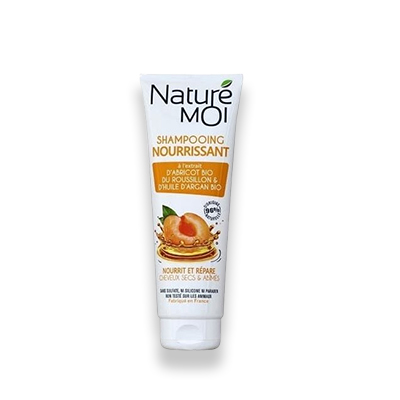 Naturé
MOi
SHAMPOOING
NOURRISSANT
à l'extrait
D'ABRICOT BIO
DU ROUSSILLON &
D'HUILE D'ARGAN BIO
96%
NOURRIT ET RÉPARE
CHEVEUX SECS & ABÎMÉS
SANS SULFATE, NI SILICONE NI PARABEN
NON TESTÉ SUR LES ANIMAUX
Fabriqué en France